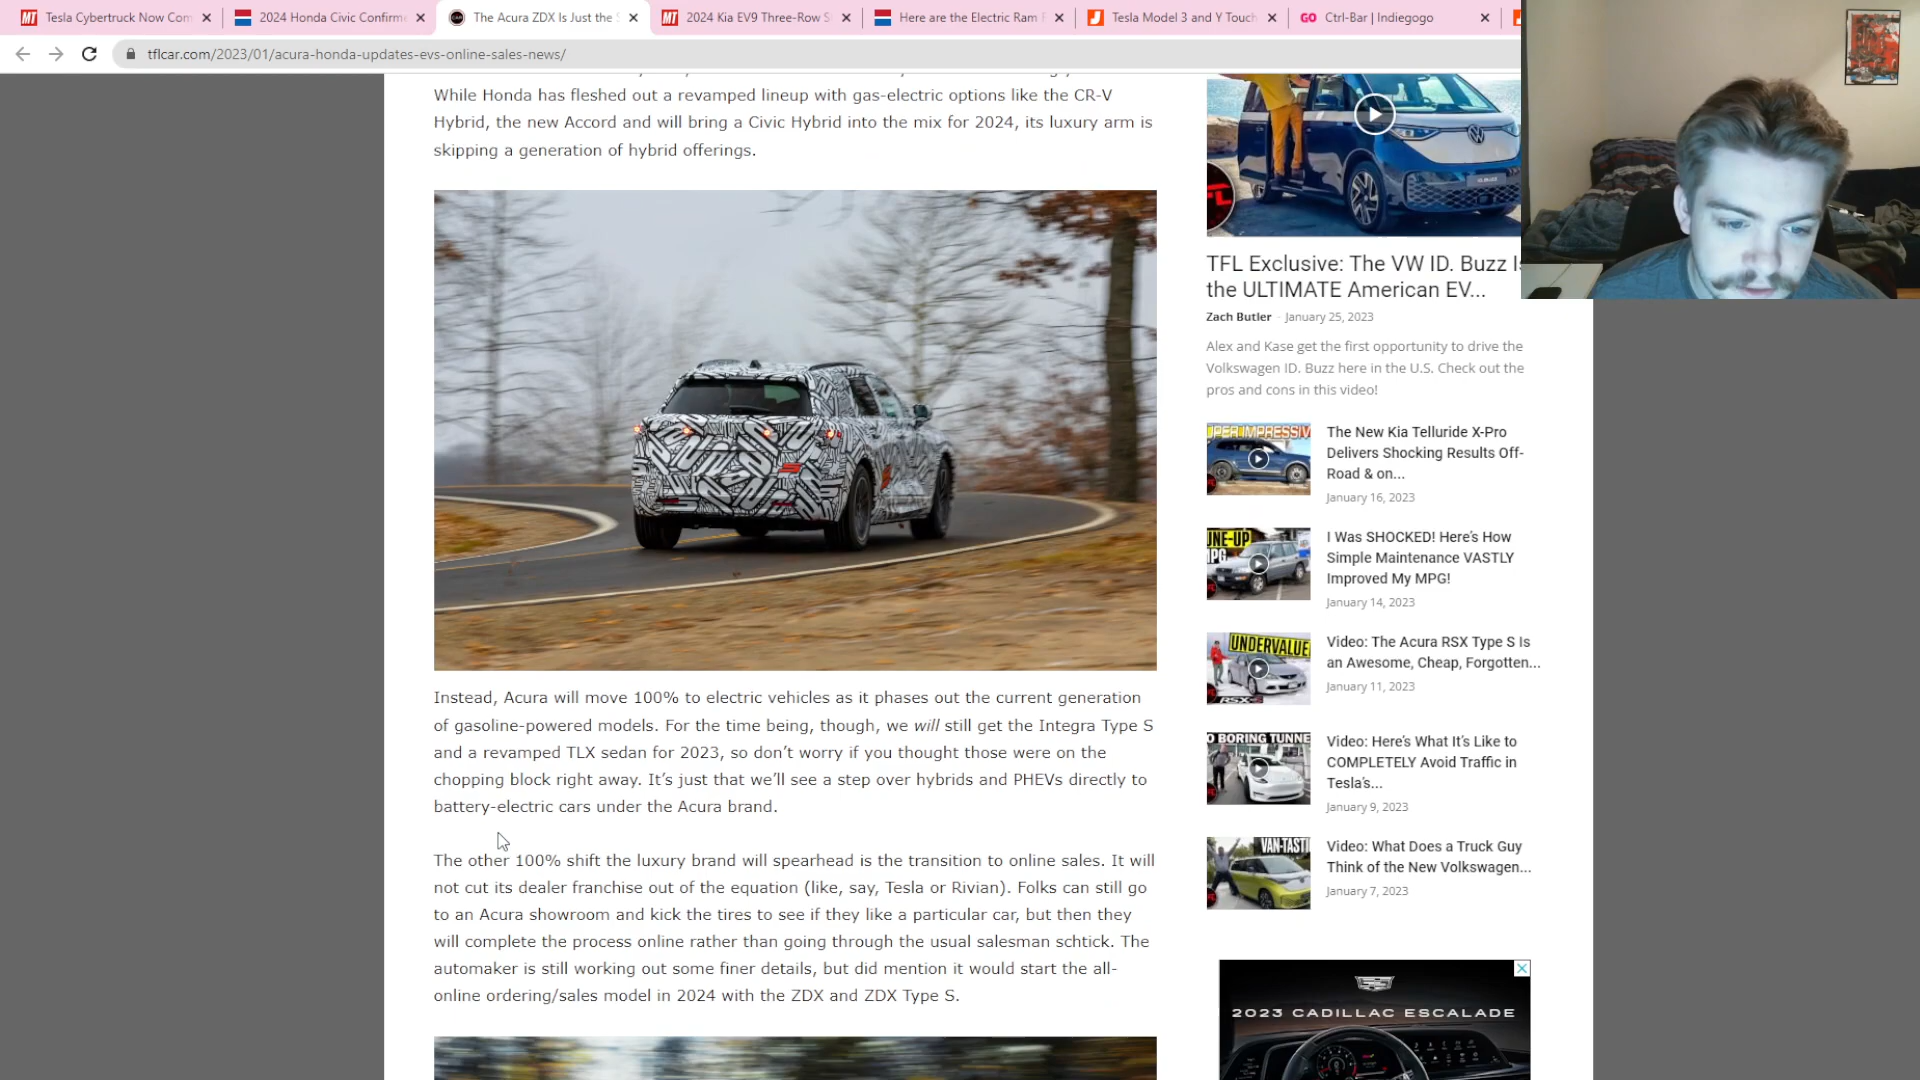 MT Tesla Cybertruck Now Com
2024 Honda Civic Confirm
The Acura ZDX Is Just the
MT 2024 Kia EV9 Three-Row S
Here are the Electric Ram
Tesla Model 3 and Y Touch
GO Ctrl-Bar | Indiegogo
tflcar.com/2023/01/acura-honda-updates-evs-online-sales-news/
While Honda has fleshed out a revamped lineup with gas-electric options like the CR-V
Hybrid, the new Accord and will bring a Civic Hybrid into the mix for 2024, its luxury arm is
skipping a generation of hybrid offerings.
Instead, Acura will move 100% to electric vehicles as it phases out the current generation
of gasoline-powered models. For the time being, though, we will still get the Integra Type S
and a revamped TLX sedan for 2023, so don’t worry if you thought those were on the
chopping block right away. It’s just that we’ll see a step over hybrids and PHEVs directly to
battery-electric cars under the Acura brand.
The other 100% shift the luxury brand will spearhead is the transition to online sales. It will
not cut its dealer franchise out of the equation (like, say, Tesla or Rivian). Folks can still go
to an Acura showroom and kick the tires to see if they like a particular car, but then they
will complete the process online rather than going through the usual salesman schtick. The
automaker is still working out some finer details, but did mention it would start the all-
online ordering/sales model in 2024 with the ZDX and ZDX Type S.
TFL Exclusive: The VW ID. Buzz Is
the ULTIMATE American EV...
Zach Butler - January 25, 2023
Alex and Kase get the first opportunity to drive the
Volkswagen ID. Buzz here in the U.S. Check out the
pros and cons in this video!
PER IMPRESSIV
The New Kia Telluride X-Pro
Delivers Shocking Results Off-
Road & on...
January 16, 2023
UNE-UP
MPG
I Was SHOCKED! Here’s How
Simple Maintenance VASTLY
Improved My MPG!
January 14, 2023
UNDERVALUE
RSX-S
Video: The Acura RSX Type S Is
an Awesome, Cheap, Forgotten...
January 11, 2023
O BORING TUNNE
Video: Here’s What It’s Like to
COMPLETELY Avoid Traffic in
Tesla’s...
January 9, 2023
VAN-TASTI
Video: What Does a Truck Guy
Think of the New Volkswagen...
January 7, 2023
2023 CADILLAC ESCALADE